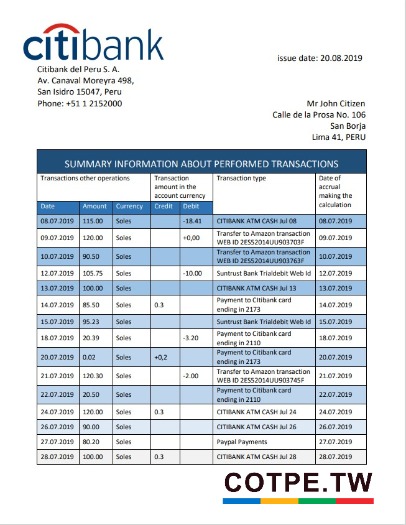 citibank
issue date: 20.08.2019
Citibank del Peru S. A.
Av. Canaval Moreyra 498,
San Isidro 15047, Peru
Phone: +51 1 2152000
Mr John Citizen
Calle de la Prosa No. 106
San Borja
Lima 41, PERU
SUMMARY INFORMATION ABOUT PERFORMED TRANSACTIONS
Transactions other operations Transaction amount in the account currency Transaction type Date of accrual making the calculation
Date Amount Currency Credit Debit
08.07.2019 115.00 Soles -18.41 CITIBANK ATM CASH Jul 08 08.07.2019
09.07.2019 120.00 Soles +0,00 Transfer to Amazon transaction WEB ID 2ES52014UU903703F 09.07.2019
10.07.2019 90.50 Soles Transfer to Amazon transaction WEB ID 2ES52014UU903763F 10.07.2019
12.07.2019 105.75 Soles -10.00 Suntrust Bank Trialdebit Web id 12.07.2019
13.07.2019 100.00 Soles CITIBANK ATM CASH Jul 13 13.07.2019
14.07.2019 85.50 Soles 0.3 Payment to Citibank card ending in 2173 14.07.2019
15.07.2019 95.23 Soles Suntrust Bank Trialdebit Web id 15.07.2019
18.07.2019 20.39 Soles -3.20 Payment to Citibank card ending in 2110 18.07.2019
20.07.2019 0.02 Soles +0,2 Payment to Citibank card ending in 2173 20.07.2019
21.07.2019 120.30 Soles -2.00 Transfer to Amazon transaction WEB ID 2ES52014UU903745F 21.07.2019
22.07.2019 20.50 Soles Payment to Citibank card ending in 2110 22.07.2019
24.07.2019 120.00 Soles 0.3 CITIBANK ATM CASH Jul 24 24.07.2019
26.07.2019 90.00 Soles CITIBANK ATM CASH Jul 26 26.07.2019
27.07.2019 80.20 Soles Paypal Payments 27.07.2019
28.07.2019 100.00 Soles 0.3 CITIBANK ATM CASH Jul 28 28.07.2019
COTPE.TW